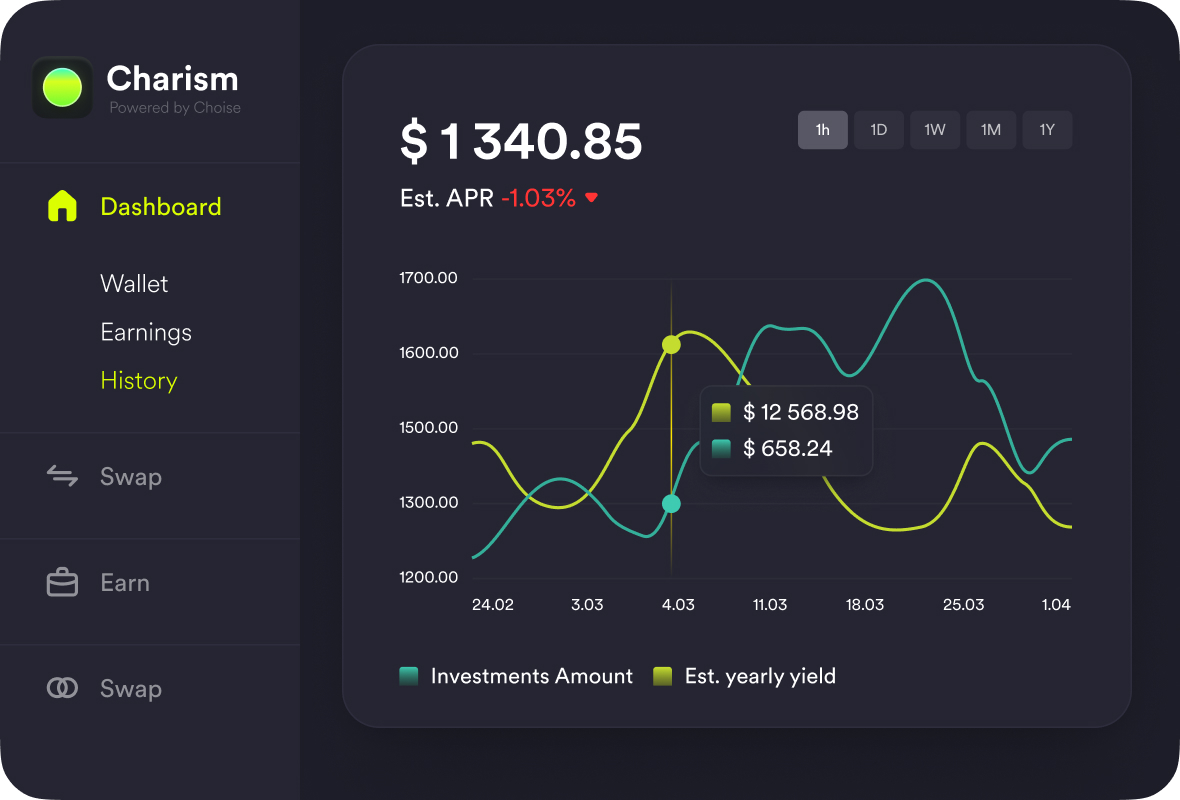 Charism
Powered by Choise
Dashboard
Wallet
Earnings
History
Swap
Earn
Swap
$ 1 340.85
1h 1D 1W 1M 1Y
Est. APR -1.03%
1700.00
1600.00
1500.00
1300.00
1200.00
$ 12 568.98
$ 658.24
24.02 3.03 4.03 11.03 18.03 25.03 1.04
Investments Amount Est. yearly yield